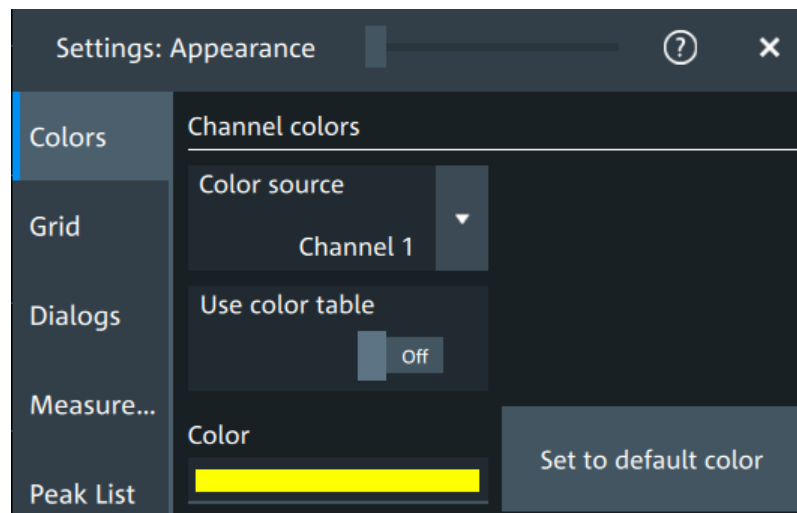 Settings: Appearance
?
Colors
Channel colors
Color source
Channel 1
Grid
Use color table
Off
Dialogs
Measure...
Color
Set to default color
Peak List